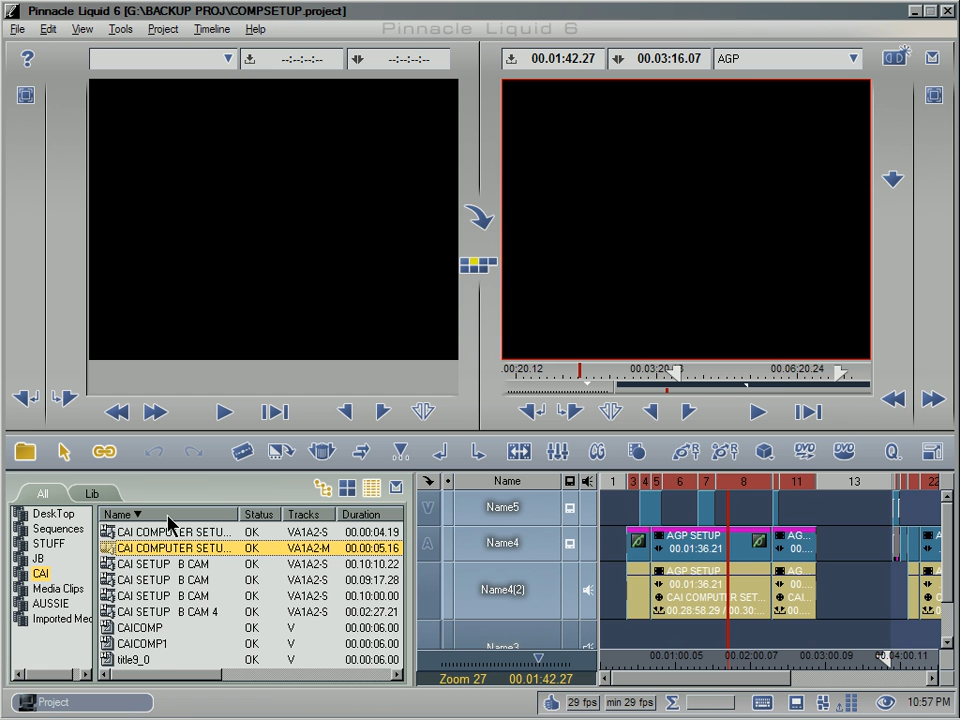 Pinnacle Liquid 6 [G:\BACKUP PROJ\COMPSETUP.project]
File Edit View Tools Project Timeline Help
Pinnacle Liquid 6
--:--:--:-- --:--:--:-- 00.01:42.27 00.03:16.07 AGP
.00:20.12 00.03:20 00.06:20.24
All Lib
DeskTop
Sequences
STUFF
JB
CAI
Media Clips
AUSSIE
Imported Med
Name Status Tracks Duration
CAI COMPUTER SETU... OK VA1A2-S 00.00:04.19
CAI COMPUTER SETU... OK VA1A2-M 00.00:05.16
CAI SETUP B CAM OK VA1A2-S 00.10:10.22
CAI SETUP B CAM OK VA1A2-S 00.09:17.28
CAI SETUP B CAM OK VA1A2-S 00.10:00.00
CAI SETUP B CAM 4 OK VA1A2-S 00.02:27.21
CAICOMP OK V 00.00:06.00
CAICOMP1 OK V 00.00:06.00
title9_0 OK V 00.00:06.00
Name 1 3 4 5 6 7 8 11 13 22
V Name5
A Name4
AGP SETUP AG...
00.01:36.21 00....
Name4(2)
AGP SETUP AG
00.01:36.21 00...
CAI COMPUTER SET... CAI...
00.28:58.29 / 00.30:... 00....
Name3
00.01:00.05 00.02:00.07 00.03:00.09 00.04:00.11
Zoom 27 00.01:42.27
Project
29 fps min 29 fps 10:57 PM